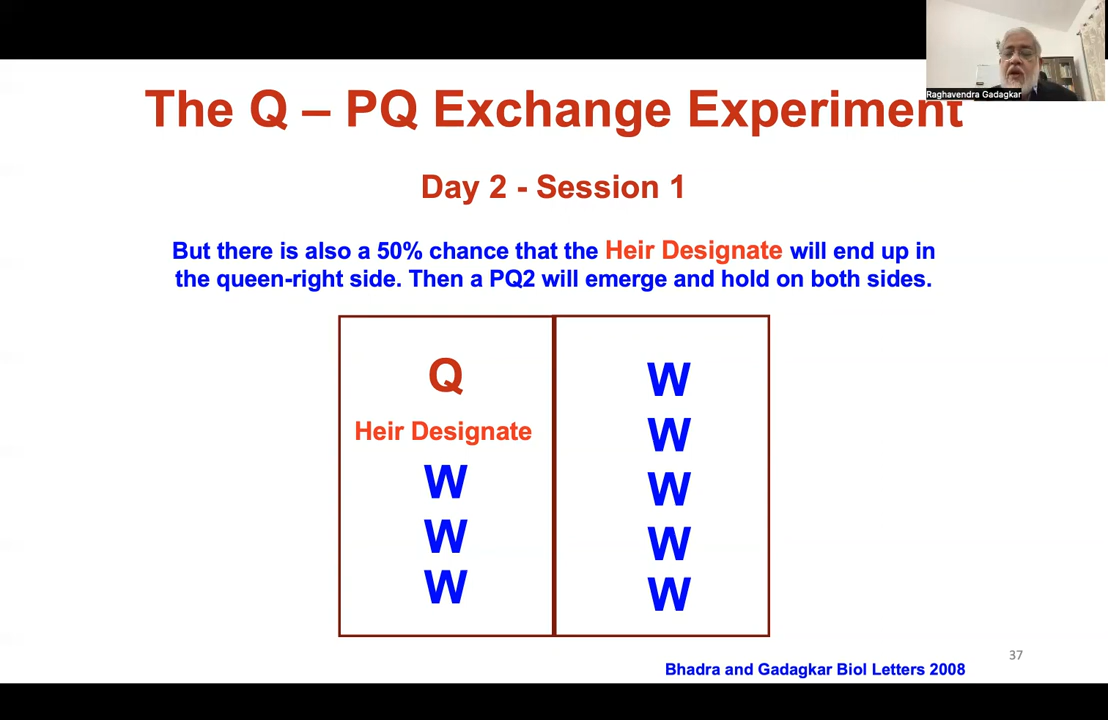 Raghavendra Gadagkar
The Q – PQ Exchange Experiment
Day 2 - Session 1
But there is also a 50% chance that the Heir Designate will end up in
the queen-right side. Then a PQ2 will emerge and hold on both sides.
Q
Heir Designate
W
W
W
W
W
W
W
W
37
Bhadra and Gadagkar Biol Letters 2008